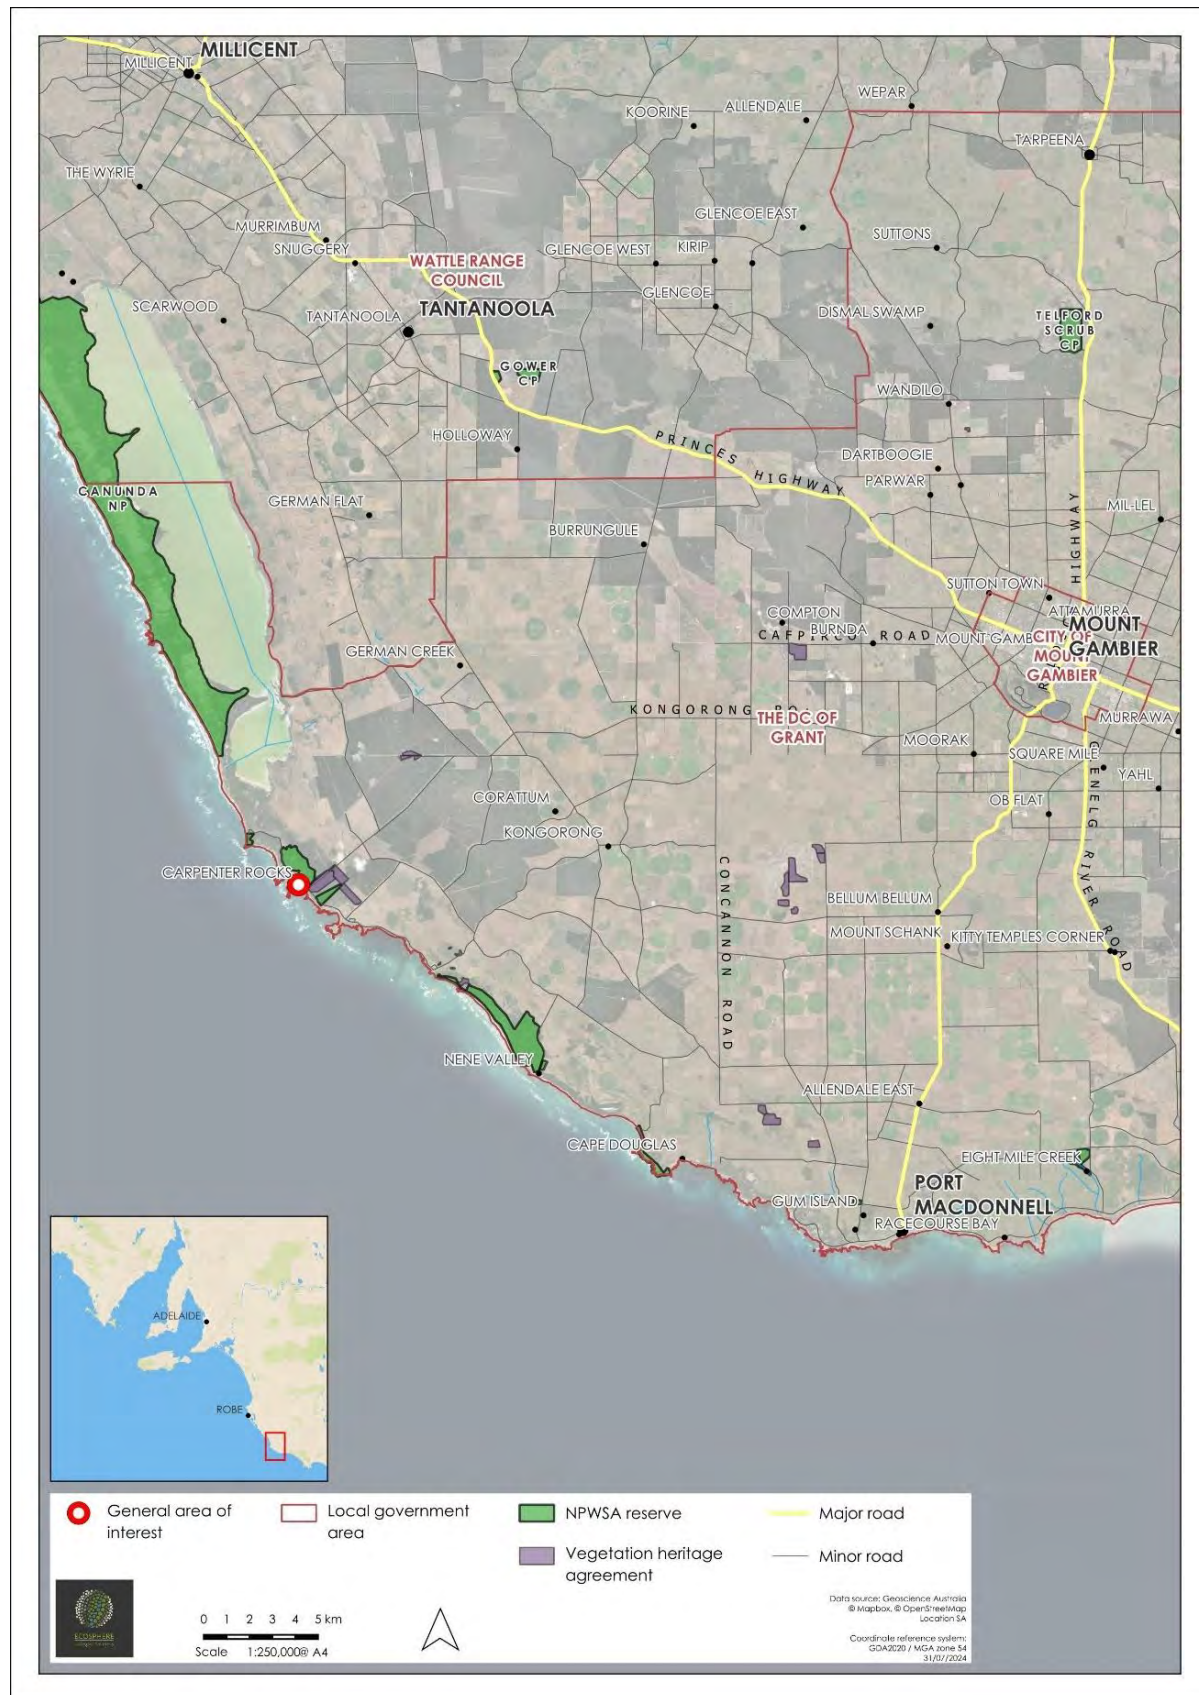 MILLICENT
MILLICENT
WEPAR
ALLENDALE
KOORINE
TARPEENA
THE WYRIE
GLENCOE EAST
MURRIMBUM
SUTTONS
SNUGGERY
GLENCOE WEST
KIRIP
WATTLE RANGE
COUNCIL
GLENCOE
SCARWOOD
TANTANOOLA
TANTANOOLA
DISMAL SWAMP
TELFORD
SCRUB
CP
GOWER
CP
WANDILO
HOLLOWAY
PRINCES HIGHWAY
DARTBOOGIE
PARWAR
CANUNDA
NP
GERMAN FLAT
HIGHWAY
MIL-LEL
BURRUNGULE
SUTTON TOWN
COMPTON
ATTAMURRA
BURNDA
CAFPIRCO ROAD
MOUNT
GAMBIER
MOUNT GAMB
CITY OF
MOUNT
GAMBIER
GERMAN CREEK
KONGORONG
THE DC OF
GRANT
MURRAWA
MOORAK
SQUARE MILE
YAHL
CORATTUM
OB FLAT
KONGORONG
CARPENTER ROCKS
CONCANNON ROAD
GLENELG RIVER ROAD
BELLUM BELLUM
MOUNT SCHANK
KITTY TEMPLES CORNER
NENE VALLEY
ALLENDALE EAST
CAPE DOUGLAS
EIGHT MILE CREEK
PORT
MACDONNELL
GUM ISLAND
RACECOURSE BAY
ADELAIDE
ROBE
General area of
interest
Local government
area
NPWSA reserve
Vegetation heritage
agreement
Major road
Minor road
ECOSPHERE
0 1 2 3 4 5 km
Scale 1:250,000@ A4
Data source: Geoscience Australia
© Mapbox, © OpenStreetMap
Location SA
Coordinate reference system:
GDA2020 / MGA zone 54
31/07/2024